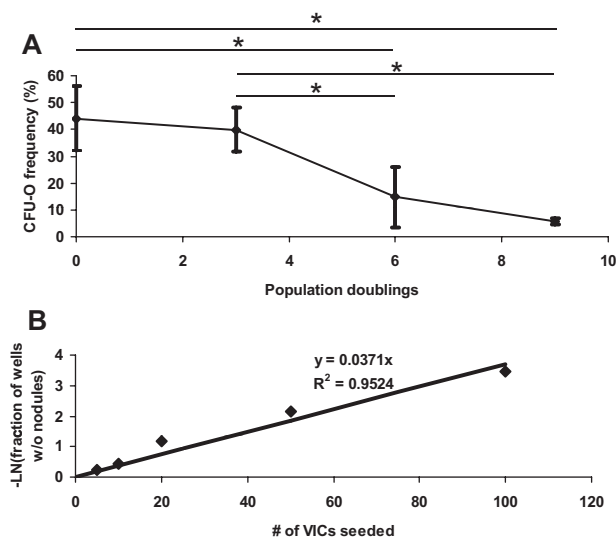 A
*
*
*
*
CFU-O frequency (%)
60
50
40
30
20
10
0
0 2 4 6 8 10
Population doublings
B
-LN(fraction of wells
w/o nodules)
4
3
2
1
0
y = 0.0371x
R² = 0.9524
0 20 40 60 80 100 120
# of VICs seeded